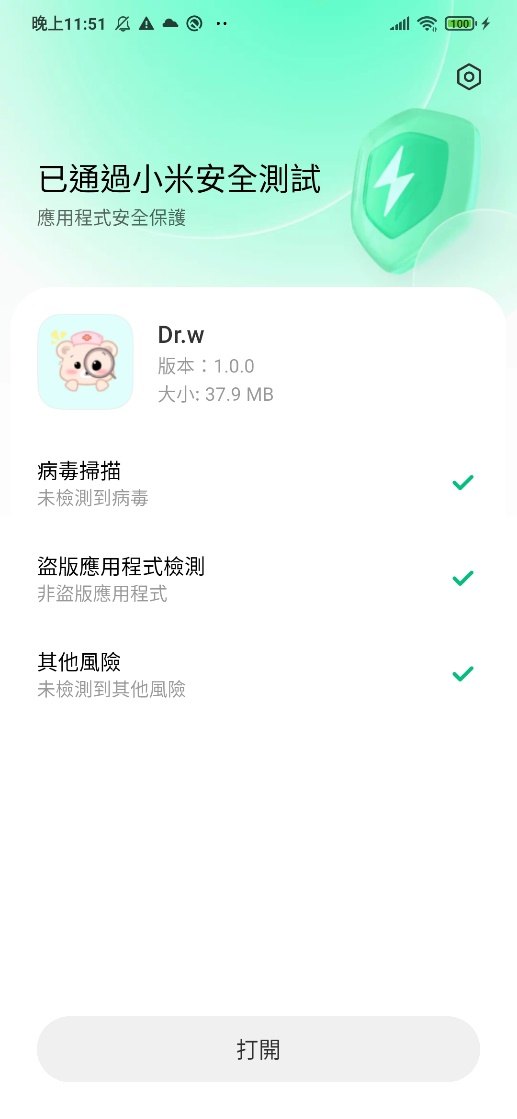 晚上11:51
100
已通過小米安全測試
應用程式安全保護
Dr.w
版本：1.0.0
大小: 37.9 MB
病毒掃描
未檢測到病毒
盜版應用程式檢測
非盜版應用程式
其他風險
未檢測到其他風險
打開